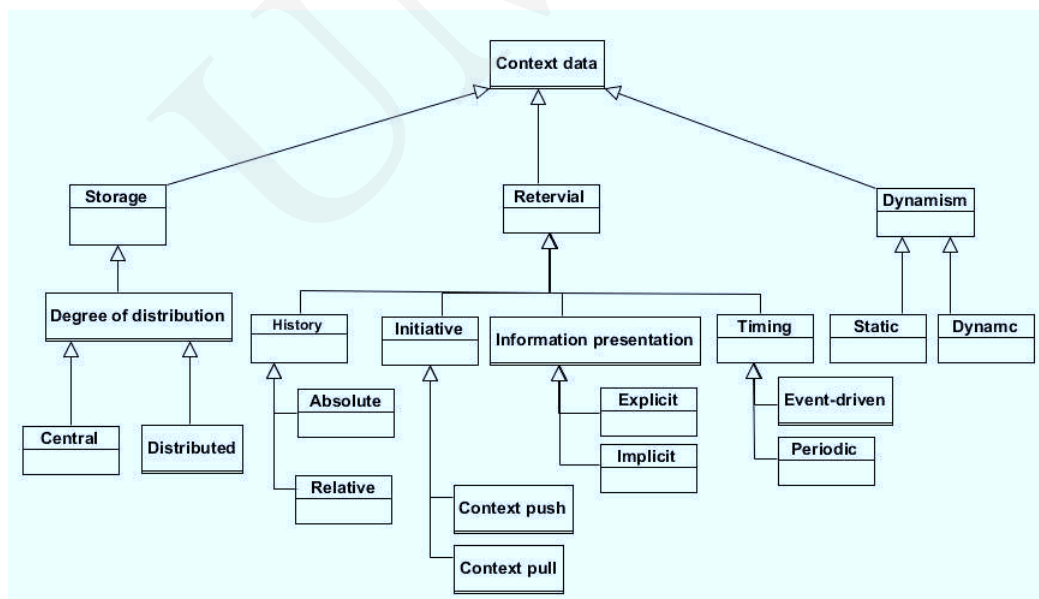 Context data
Storage
Retervial
Dynamism
Degree of distribution
History
Initiative
Information presentation
Timing
Static
Dynamc
Absolute
Explicit
Event-driven
Central
Distributed
Implicit
Periodic
Relative
Context push
Context pull